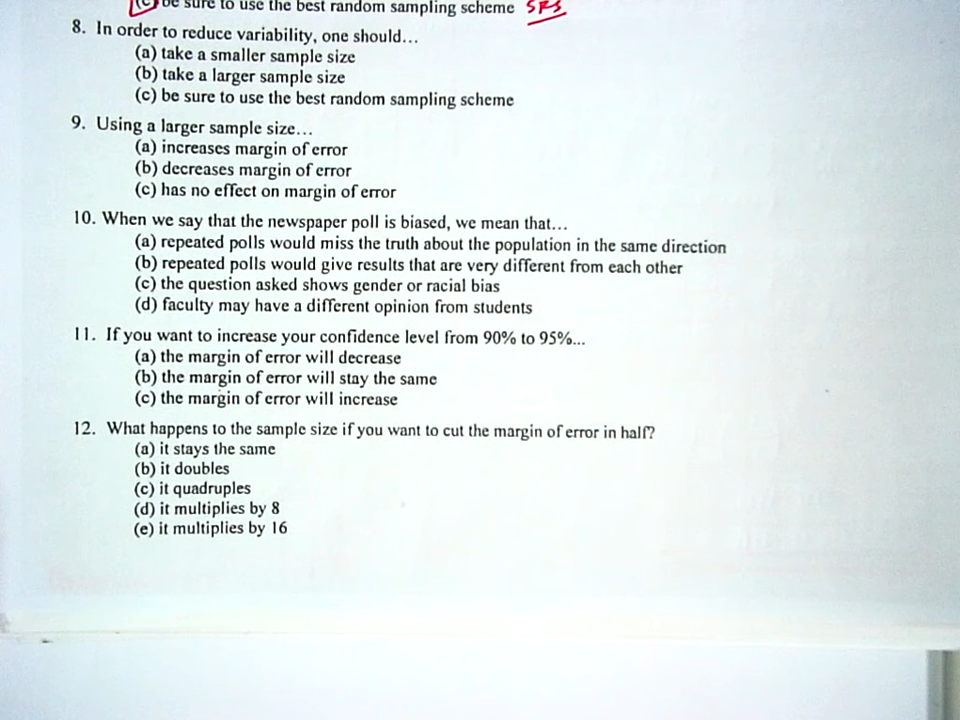 (c) be sure to use the best random sampling scheme SRS
8. In order to reduce variability, one should...
(a) take a smaller sample size
(b) take a larger sample size
(c) be sure to use the best random sampling scheme
9. Using a larger sample size...
(a) increases margin of error
(b) decreases margin of error
(c) has no effect on margin of error
10. When we say that the newspaper poll is biased, we mean that...
(a) repeated polls would miss the truth about the population in the same direction
(b) repeated polls would give results that are very different from each other
(c) the question asked shows gender or racial bias
(d) faculty may have a different opinion from students
11. If you want to increase your confidence level from 90% to 95%...
(a) the margin of error will decrease
(b) the margin of error will stay the same
(c) the margin of error will increase
12. What happens to the sample size if you want to cut the margin of error in half?
(a) it stays the same
(b) it doubles
(c) it quadruples
(d) it multiplies by 8
(e) it multiplies by 16